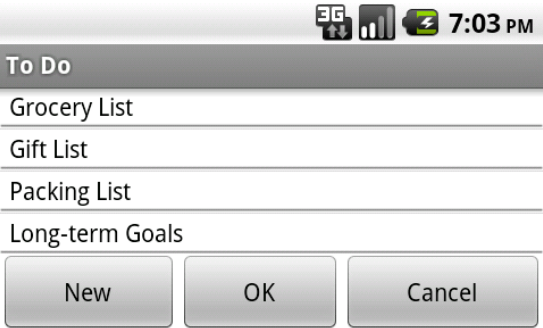 3G 7:03 PM
To Do
Grocery List
Gift List
Packing List
Long-term Goals
New OK Cancel